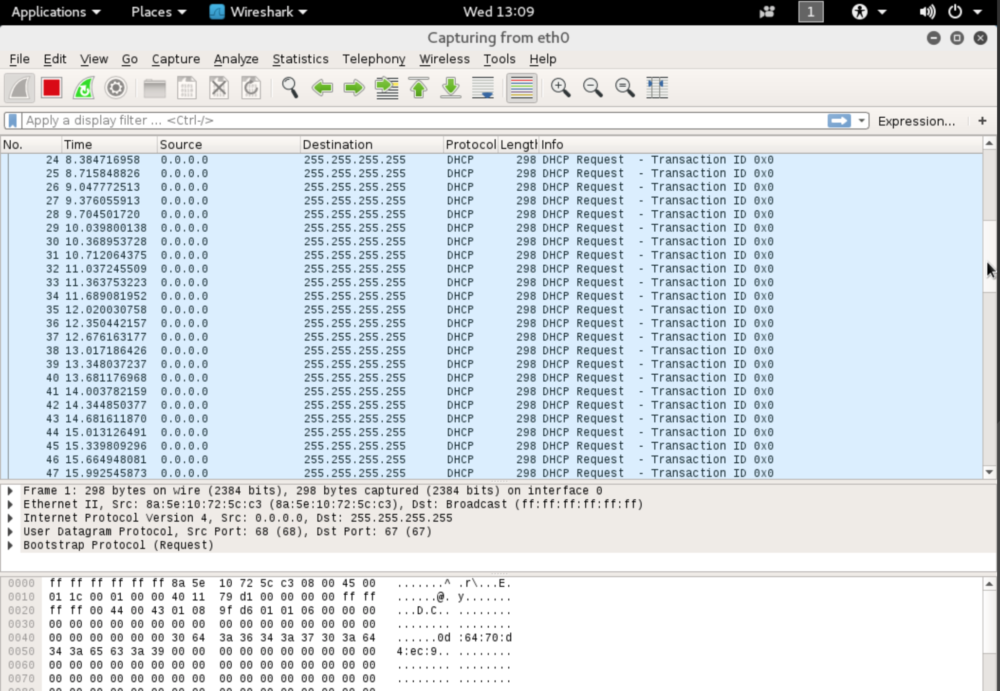 Applications Places Wireshark Wed 13:09 1
Capturing from eth0
File Edit View Go Capture Analyze Statistics Telephony Wireless Tools Help
Apply a display filter ... <Ctrl-/> Expression... +
No. Time Source Destination Protocol Length Info
24 8.384716958 0.0.0.0 255.255.255.255 DHCP 298 DHCP Request - Transaction ID 0x0
25 8.715848826 0.0.0.0 255.255.255.255 DHCP 298 DHCP Request - Transaction ID 0x0
26 9.047772513 0.0.0.0 255.255.255.255 DHCP 298 DHCP Request - Transaction ID 0x0
27 9.376055913 0.0.0.0 255.255.255.255 DHCP 298 DHCP Request - Transaction ID 0x0
28 9.704501720 0.0.0.0 255.255.255.255 DHCP 298 DHCP Request - Transaction ID 0x0
29 10.039800138 0.0.0.0 255.255.255.255 DHCP 298 DHCP Request - Transaction ID 0x0
30 10.368953728 0.0.0.0 255.255.255.255 DHCP 298 DHCP Request - Transaction ID 0x0
31 10.712064375 0.0.0.0 255.255.255.255 DHCP 298 DHCP Request - Transaction ID 0x0
32 11.037245509 0.0.0.0 255.255.255.255 DHCP 298 DHCP Request - Transaction ID 0x0
33 11.363753223 0.0.0.0 255.255.255.255 DHCP 298 DHCP Request - Transaction ID 0x0
34 11.689081952 0.0.0.0 255.255.255.255 DHCP 298 DHCP Request - Transaction ID 0x0
35 12.020030758 0.0.0.0 255.255.255.255 DHCP 298 DHCP Request - Transaction ID 0x0
36 12.350442157 0.0.0.0 255.255.255.255 DHCP 298 DHCP Request - Transaction ID 0x0
37 12.676163177 0.0.0.0 255.255.255.255 DHCP 298 DHCP Request - Transaction ID 0x0
38 13.017186426 0.0.0.0 255.255.255.255 DHCP 298 DHCP Request - Transaction ID 0x0
39 13.348037237 0.0.0.0 255.255.255.255 DHCP 298 DHCP Request - Transaction ID 0x0
40 13.681176968 0.0.0.0 255.255.255.255 DHCP 298 DHCP Request - Transaction ID 0x0
41 14.003782159 0.0.0.0 255.255.255.255 DHCP 298 DHCP Request - Transaction ID 0x0
42 14.344850377 0.0.0.0 255.255.255.255 DHCP 298 DHCP Request - Transaction ID 0x0
43 14.681611870 0.0.0.0 255.255.255.255 DHCP 298 DHCP Request - Transaction ID 0x0
44 15.013126491 0.0.0.0 255.255.255.255 DHCP 298 DHCP Request - Transaction ID 0x0
45 15.339809296 0.0.0.0 255.255.255.255 DHCP 298 DHCP Request - Transaction ID 0x0
46 15.664948081 0.0.0.0 255.255.255.255 DHCP 298 DHCP Request - Transaction ID 0x0
47 15.992545873 0.0.0.0 255.255.255.255 DHCP 298 DHCP Request - Transaction ID 0x0
Frame 1: 298 bytes on wire (2384 bits), 298 bytes captured (2384 bits) on interface 0
Ethernet II, Src: 8a:5e:10:72:5c:c3 (8a:5e:10:72:5c:c3), Dst: Broadcast (ff:ff:ff:ff:ff:ff)
Internet Protocol Version 4, Src: 0.0.0.0, Dst: 255.255.255.255
User Datagram Protocol, Src Port: 68 (68), Dst Port: 67 (67)
Bootstrap Protocol (Request)
0000 ff ff ff ff ff ff 8a 5e 10 72 5c c3 08 00 45 00 .......^ .r\...E.
0010 01 1c 00 01 00 00 40 11 79 d1 00 00 00 00 ff ff ......@. y.......
0020 ff ff 00 44 00 43 01 08 9f d6 01 01 06 00 00 00 ...D.C.. ........
0030 00 00 00 00 00 00 00 00 00 00 00 00 00 00 00 00 ........ ........
0040 00 00 00 00 00 00 30 64 3a 36 34 3a 37 30 3a 64 ......0d :64:70:d
0050 34 3a 65 63 3a 39 00 00 00 00 00 00 00 00 00 00 4:ec:9.. ........
0060 00 00 00 00 00 00 00 00 00 00 00 00 00 00 00 00 ........ ........
0070 00 00 00 00 00 00 00 00 00 00 00 00 00 00 00 00 ........ ........